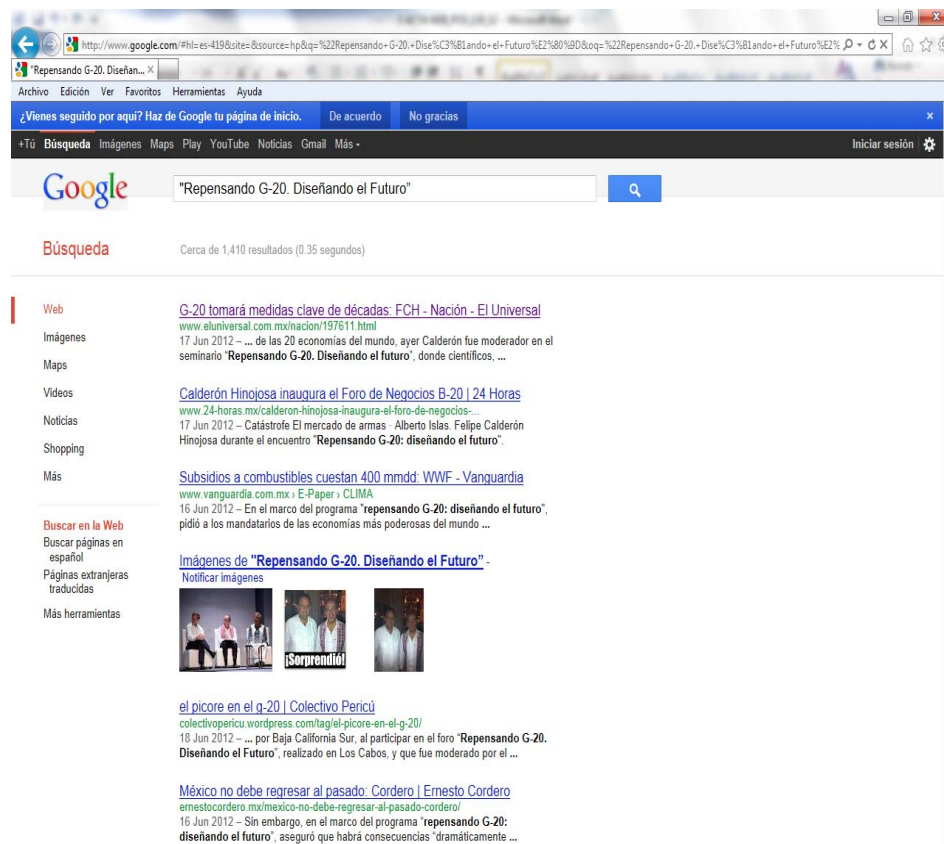 http://www.google.com/#hl=es-419&site=&source=hp&q=%22Repensando+G-20.+Dise%C3%B1ando+el+Futuro%E2%80%9D&oq=%22Repensando+G-20.+Dise%C3%B1ando+el+Futuro%E2%
"Repensando G-20. Diseñan...
Archivo Edición Ver Favoritos Herramientas Ayuda
¿Vienes seguido por aquí? Haz de Google tu página de inicio. De acuerdo No gracias
+Tú Búsqueda Imágenes Maps Play YouTube Noticias Gmail Más Iniciar sesión
Google "Repensando G-20. Diseñando el Futuro”
Búsqueda Cerca de 1,410 resultados (0.35 segundos)
Web
Imágenes
Maps
Videos
Noticias
Shopping
Más
Buscar en la Web
Buscar páginas en
español
Páginas extranjeras
traducidas
Más herramientas
G-20 tomará medidas clave de décadas: FCH - Nación - El Universal
www.eluniversal.com.mx/nacion/197611.html
17 Jun 2012 – ... de las 20 economías del mundo, ayer Calderón fue moderador en el
seminario “Repensando G-20. Diseñando el futuro”, donde científicos, ...
Calderón Hinojosa inaugura el Foro de Negocios B-20 | 24 Horas
www.24-horas.mx/calderon-hinojosa-inaugura-el-foro-de-negocios-...
17 Jun 2012 – Catástrofe El mercado de armas · Alberto Islas. Felipe Calderón
Hinojosa durante el encuentro "Repensando G-20: diseñando el futuro".
Subsidios a combustibles cuestan 400 mmdd: WWF - Vanguardia
www.vanguardia.com.mx › E-Paper › CLIMA
16 Jun 2012 – En el marco del programa "repensando G-20: diseñando el futuro",
pidió a los mandatarios de las economías más poderosas del mundo ...
Imágenes de "Repensando G-20. Diseñando el Futuro” -
Notificar imágenes
¡Sorprendió!
el picore en el g-20 | Colectivo Pericú
colectivopericu.wordpress.com/tag/el-picore-en-el-g-20/
18 Jun 2012 – ... por Baja California Sur, al participar en el foro “Repensando G-20.
Diseñando el Futuro”, realizado en Los Cabos, y que fue moderado por el ...
México no debe regresar al pasado: Cordero | Ernesto Cordero
ernestocordero.mx/mexico-no-debe-regresar-al-pasado-cordero/
16 Jun 2012 – Sin embargo, en el marco del programa “repensando G-20:
diseñando el futuro”, aseguró que habrá consecuencias “dramáticamente ...